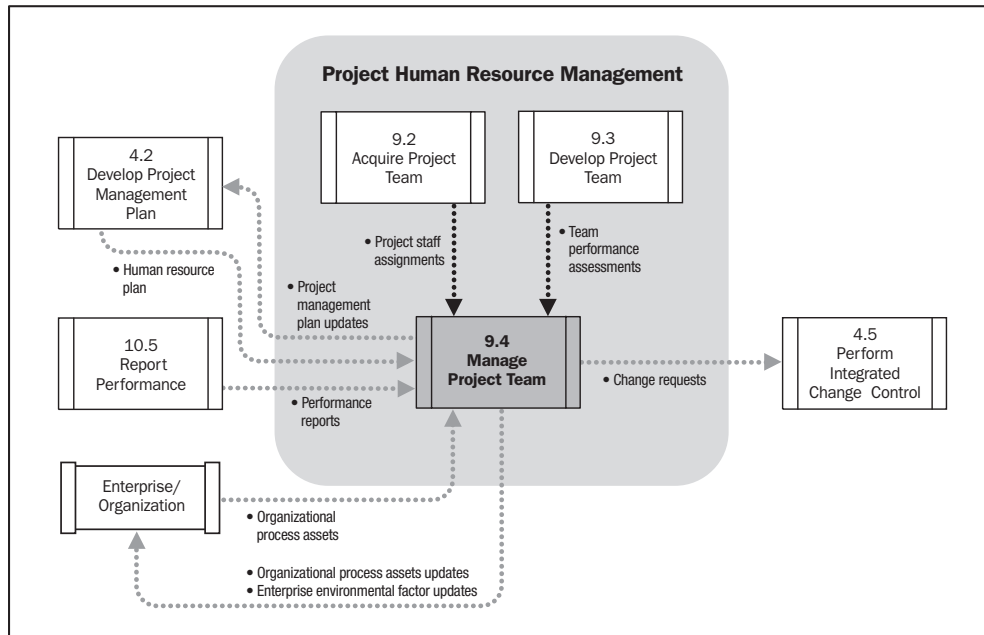 Project Human Resource Management
9.2
Acquire Project
Team
9.3
Develop Project
Team
4.2
Develop Project
Management
Plan
• Project staff
assignments
• Team
performance
assessments
• Human resource
plan
• Project
management
plan updates
10.5
Report
Performance
9.4
Manage
Project Team
4.5
Perform
Integrated
Change Control
• Change requests
• Performance
reports
Enterprise/
Organization
• Organizational
process assets
• Organizational process assets updates
• Enterprise environmental factor updates